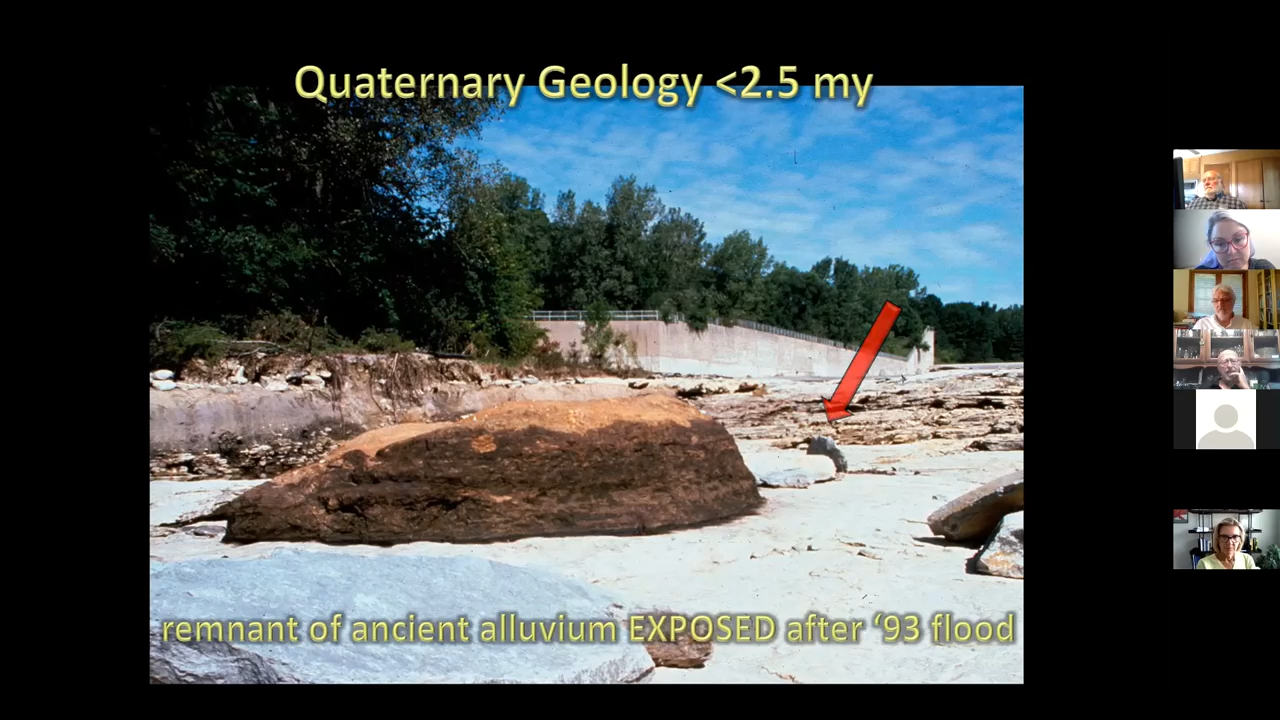 Quaternary Geology <2.5 my
remnant of ancient alluvium EXPOSED after ‘93 flood